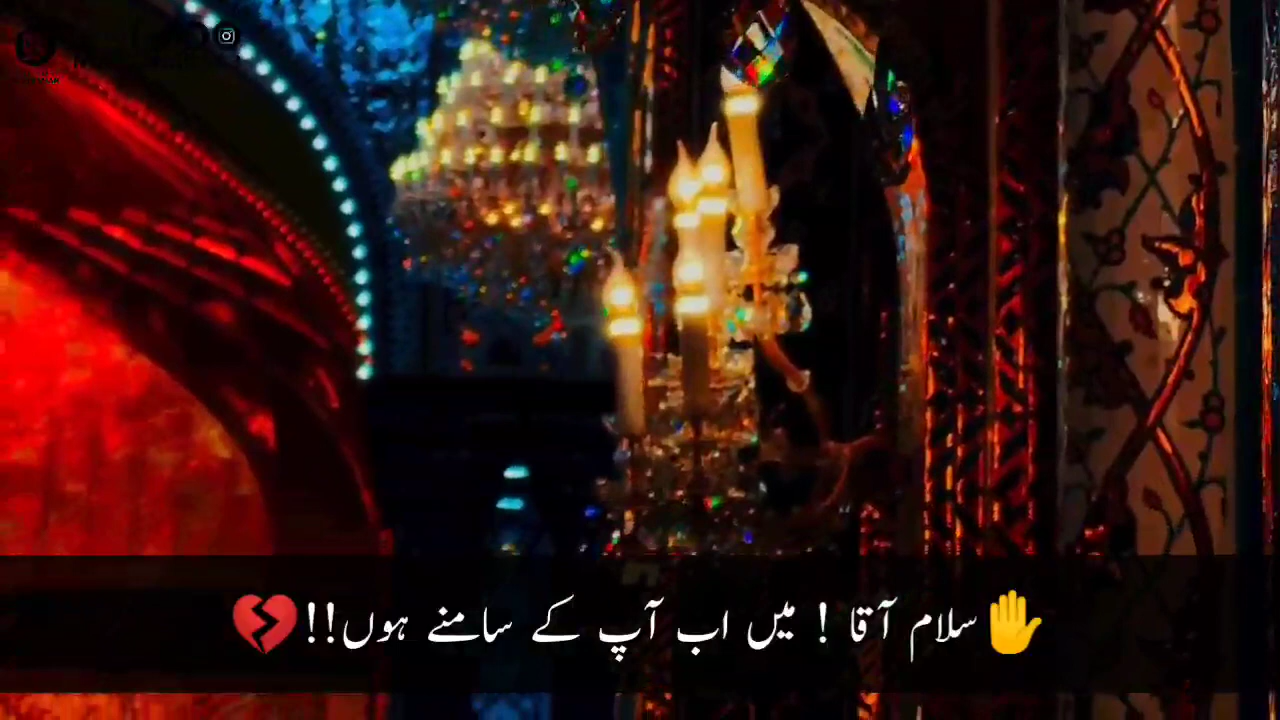 ✋سلام آقا ! میں اب آپ کے سامنے ہوں!!💔